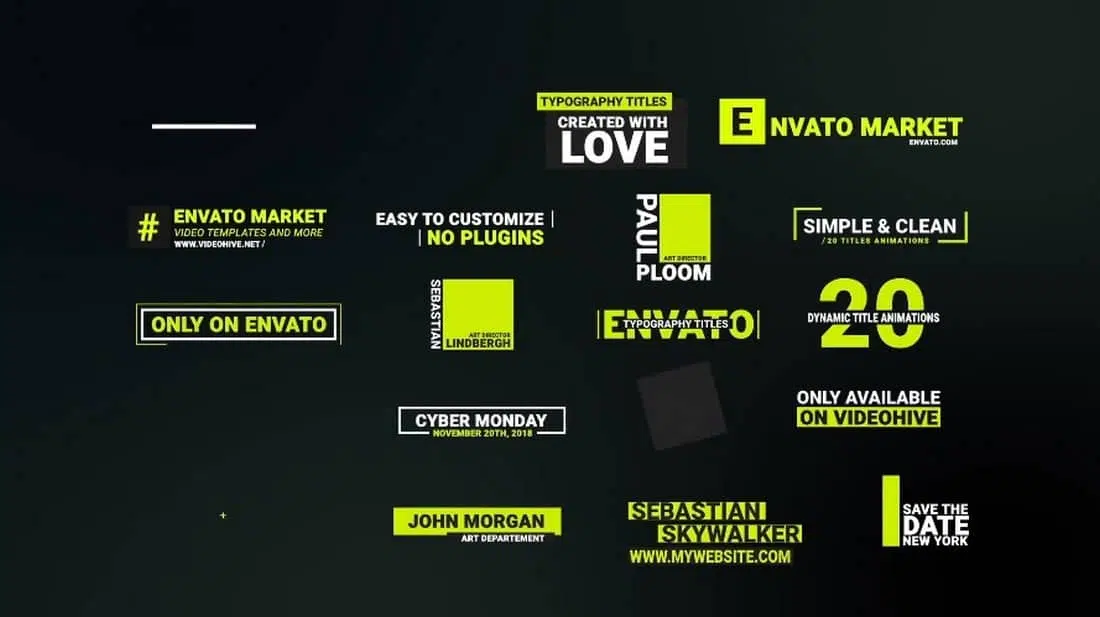 TYPOGRAPHY TITLES
CREATED WITH
LOVE
ENVATO MARKET
ENVATO.COM
# ENVATO MARKET
VIDEO TEMPLATES AND MORE
WWW.VIDEOHIVE.NET /
EASY TO CUSTOMIZE
NO PLUGINS
PAUL
ART DIRECTOR
PLOOM
SIMPLE & CLEAN
/ 20 TITLES ANIMATIONS
ONLY ON ENVATO
SEBASTIAN
ART DIRECTOR
LINDBERGH
ENVATO
TYPOGRAPHY TITLES
20
DYNAMIC TITLE ANIMATIONS
CYBER MONDAY
NOVEMBER 20TH, 2018
ONLY AVAILABLE
ON VIDEOHIVE
JOHN MORGAN
ART DEPARTEMENT
SEBASTIAN
SKYWALKER
WWW.MYWEBSITE.COM
SAVE THE
DATE
NEW YORK